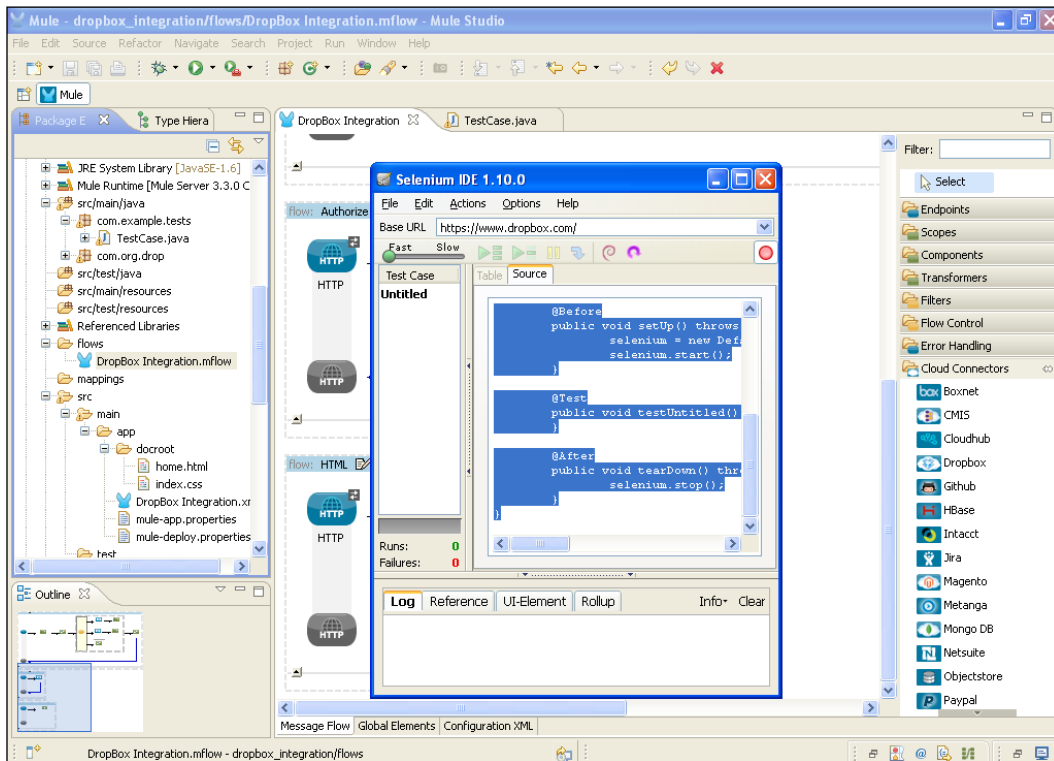 Mule - dropbox_integration/flows/DropBox Integration.mflow - Mule Studio
File Edit Source Refactor Navigate Search Project Run Window Help
Mule
Package E
Type Hiera
JRE System Library [JavaSE-1.6]
Mule Runtime [Mule Server 3.3.0 C
src/main/java
com.example.tests
TestCase.java
com.org.drop
src/test/java
src/main/resources
src/test/resources
Referenced Libraries
flows
DropBox Integration.mflow
mappings
src
main
app
docroot
home.html
index.css
DropBox Integration.xm
mule-app.properties
mule-deploy.properties
test
Outline
DropBox Integration
TestCase.java
HTTP
flow: Authorize
HTTP
HTTP
HTTP
flow: HTML
HTTP
HTTP
HTTP
Message Flow Global Elements Configuration XML
Selenium IDE 1.10.0
File Edit Actions Options Help
Base URL https://www.dropbox.com/
Fast Slow
Test Case
Untitled
Runs: 0
Failures: 0
Table Source
@Before
public void setUp() throws
selenium = new Defa
selenium.start();
}
@Test
public void testUntitled()
}
@After
public void tearDown() thr
selenium.stop();
}
}
Log Reference UI-Element Rollup Info Clear
Filter:
Select
Endpoints
Scopes
Components
Transformers
Filters
Flow Control
Error Handling
Cloud Connectors
box Boxnet
CMIS
Cloudhub
Dropbox
Github
HBase
Intacct
Jira
Magento
Metanga
Mongo DB
Netsuite
Objectstore
Paypal
DropBox Integration.mflow - dropbox_integration/flows